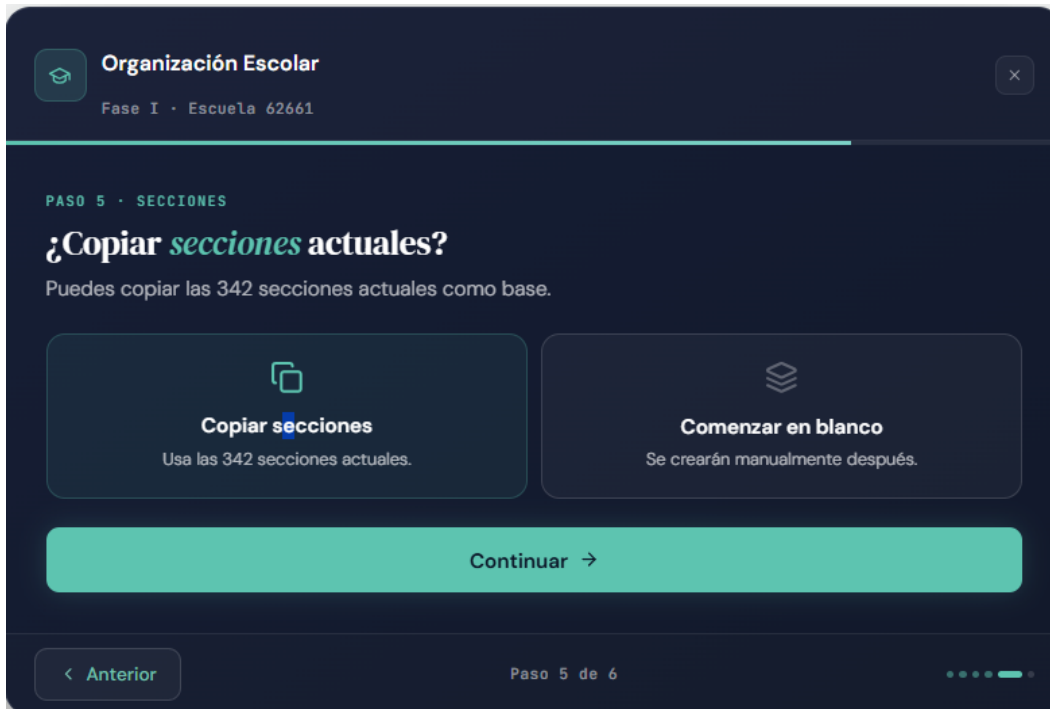 Organización Escolar
Fase I · Escuela 62661
PASO 5 · SECCIONES
¿Copiar secciones actuales?
Puedes copiar las 342 secciones actuales como base.
Copiar secciones
Usa las 342 secciones actuales.
Comenzar en blanco
Se crearán manualmente después.
Continuar →
Anterior
Paso 5 de 6